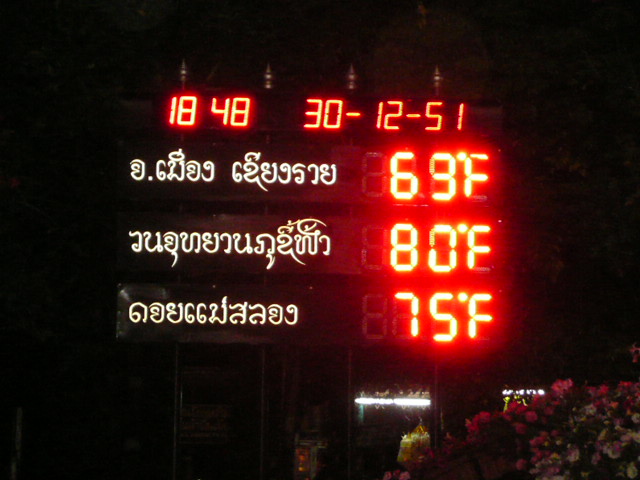 18 48 30-12-51
อ.เมือง เชียงราย 69°F
วนอุทยานภูชี้ฟ้า 80°F
ดอยแม่สลอง 75°F